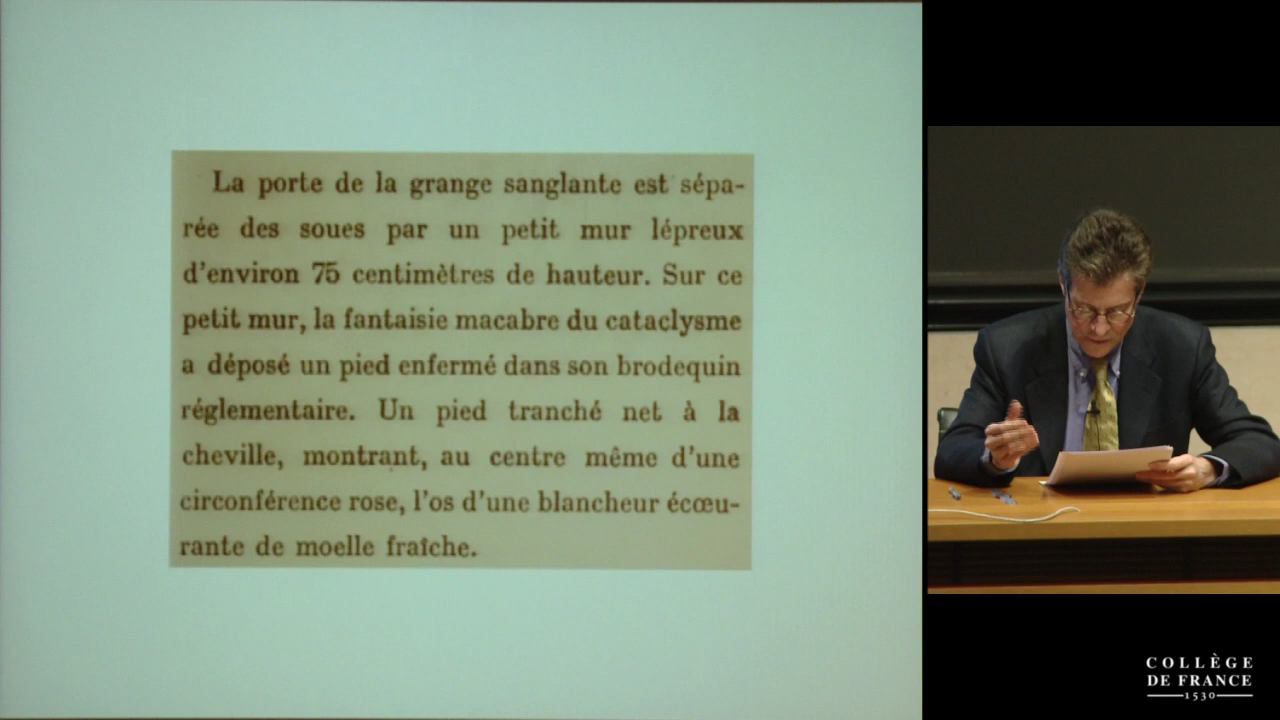 La porte de la grange sanglante est sépa-
rée des soues par un petit mur lépreux
d'environ 75 centimètres de hauteur. Sur ce
petit mur, la fantaisie macabre du cataclysme
a déposé un pied enfermé dans son brodequin
réglementaire. Un pied tranché net à la
cheville, montrant, au centre même d'une
circonférence rose, l'os d'une blancheur écœu-
rante de moelle fraîche.
COLLÈGE
DE FRANCE
1530